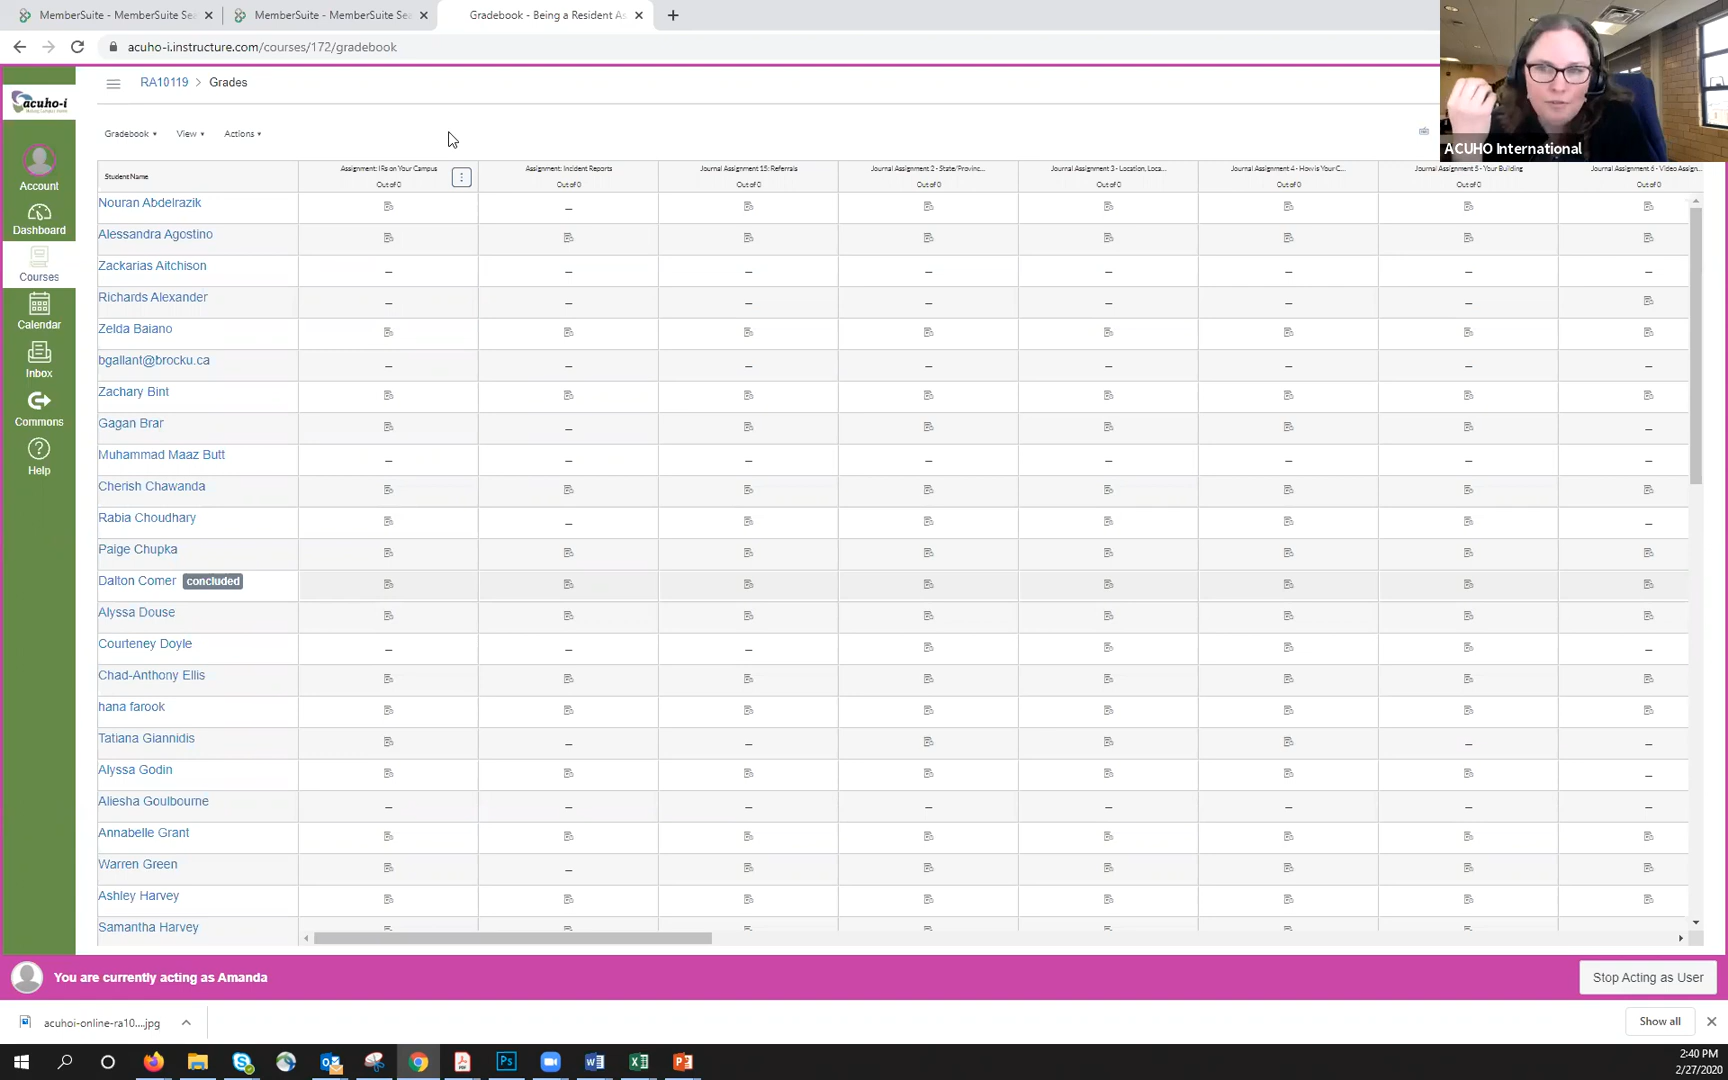 MemberSuite - MemberSuite Sea
MemberSuite - MemberSuite Sea
Gradebook - Being a Resident As
acuho-i.instructure.com/courses/172/gradebook
acuho-i
RA10119 > Grades
ACUHO International
Gradebook
View
Actions
Account
Dashboard
Courses
Calendar
Inbox
Commons
Help
Student Name
Assignment: IRs on Your Campus
Out of 0
Assignment: Incident Reports
Out of 0
Journal Assignment 15: Referrals
Out of 0
Journal Assignment 2 - State/Provinc...
Out of 0
Journal Assignment 3 - Location, Loca...
Out of 0
Journal Assignment 4 - How is Your C...
Out of 0
Journal Assignment 5 - Your Building
Out of 0
Journal Assignment 6 - Video Assign...
Out of 0
Nouran Abdelrazik
Alessandra Agostino
Zackarias Aitchison
Richards Alexander
Zelda Baiano
bgallant@brocku.ca
Zachary Bint
Gagan Brar
Muhammad Maaz Butt
Cherish Chawanda
Rabia Choudhary
Paige Chupka
Dalton Comer concluded
Alyssa Douse
Courteney Doyle
Chad-Anthony Ellis
hana farook
Tatiana Giannidis
Alyssa Godin
Aliesha Goulbourne
Annabelle Grant
Warren Green
Ashley Harvey
Samantha Harvey
You are currently acting as Amanda
Stop Acting as User
acuhoi-online-ra10....jpg
Show all
2:40 PM
2/27/2020